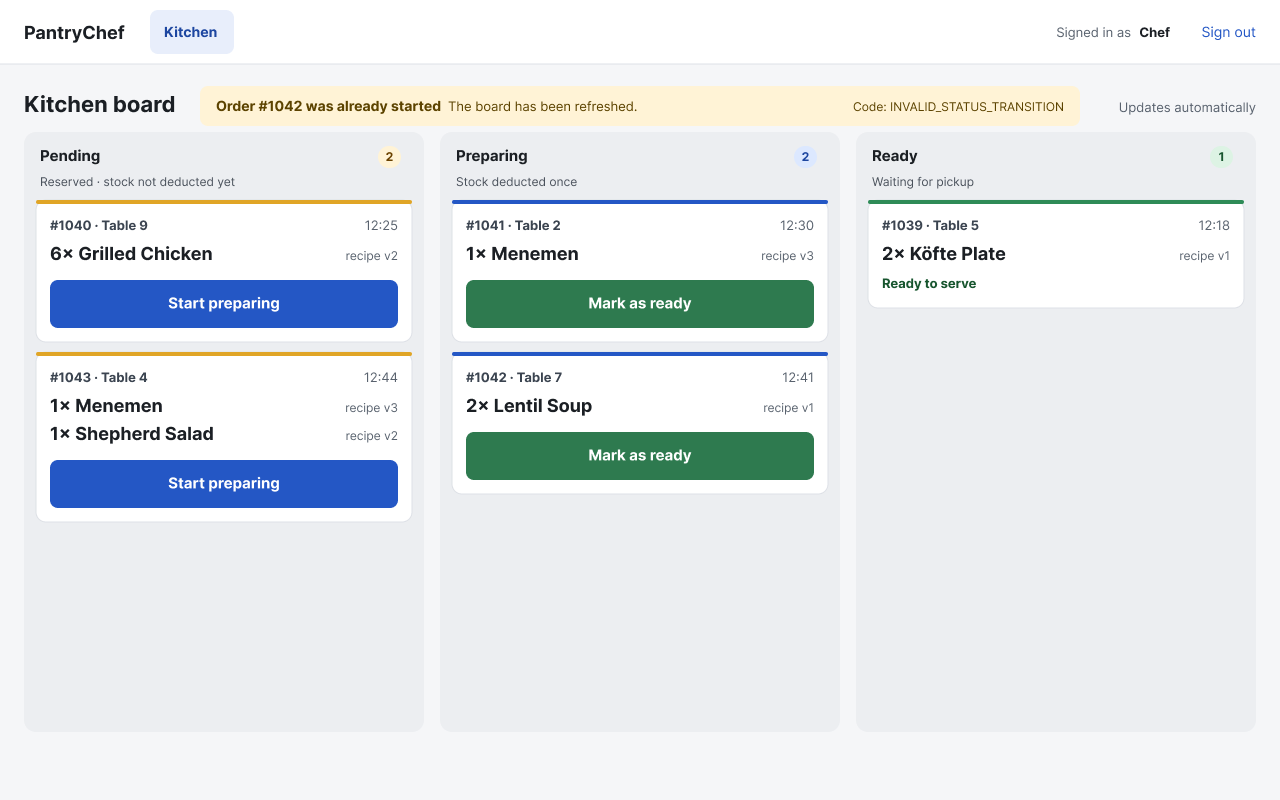 PantryChef Kitchen Signed in as Chef Sign out
Kitchen board Order #1042 was already started The board has been refreshed. Code: INVALID_STATUS_TRANSITION Updates automatically
Pending 2
Reserved · stock not deducted yet
#1040 · Table 9 12:25
6× Grilled Chicken recipe v2
Start preparing
#1043 · Table 4 12:44
1× Menemen recipe v3
1× Shepherd Salad recipe v2
Start preparing
Preparing 2
Stock deducted once
#1041 · Table 2 12:30
1× Menemen recipe v3
Mark as ready
#1042 · Table 7 12:41
2× Lentil Soup recipe v1
Mark as ready
Ready 1
Waiting for pickup
#1039 · Table 5 12:18
2× Köfte Plate recipe v1
Ready to serve